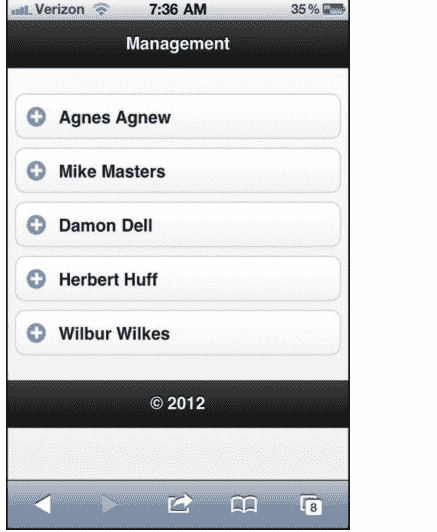 Verizon 7:36 AM 35%
Management
Agnes Agnew
Mike Masters
Damon Dell
Herbert Huff
Wilbur Wilkes
© 2012
8